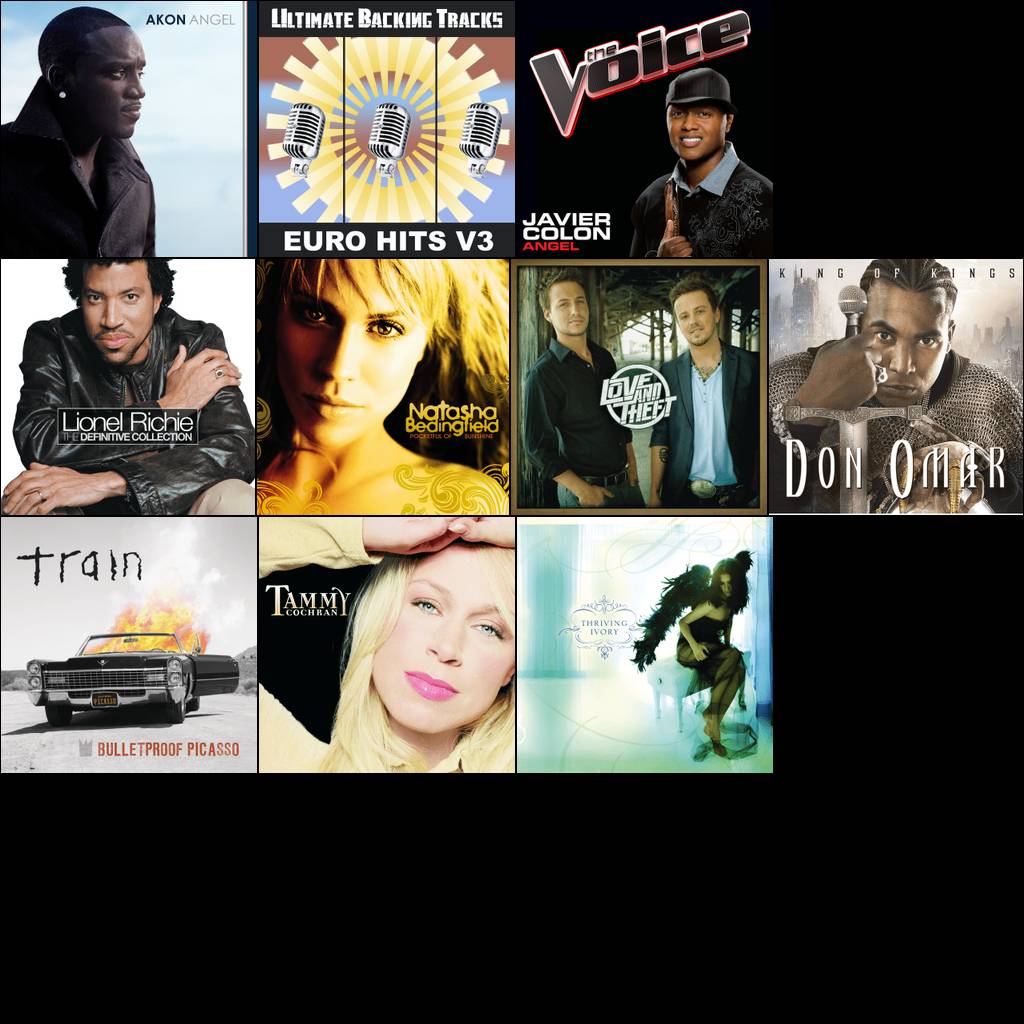 AKON ANGEL
ULTIMATE BACKING TRACKS
EURO HITS V3
the Voice
JAVIER
COLON
ANGEL
Lionel Richie
THE DEFINITIVE COLLECTION
Natasha
Bedingfield
POCKETFUL OF SUNSHINE
LOVE
AND
THEFT
KING OF KINGS
DON OMAR
train
PICASSO
BULLETPROOF PICASSO
TAMMY
COCHRAN
THRIVING
IVORY